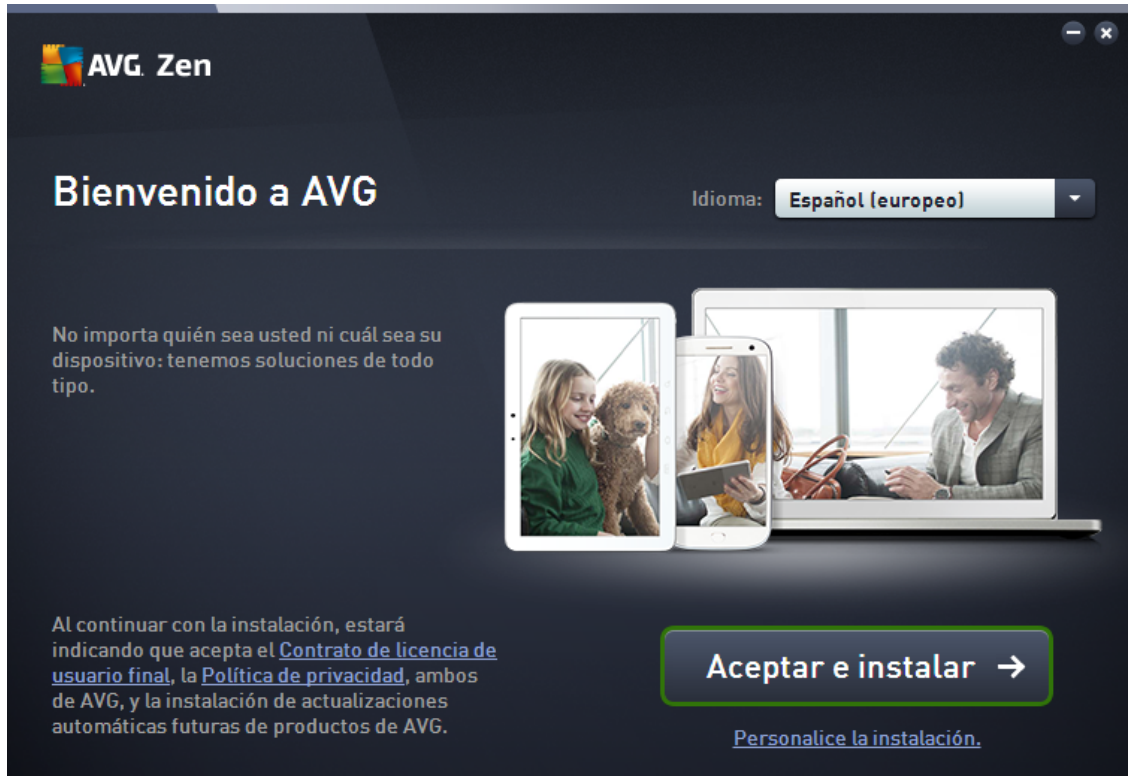 AVG. Zen
Bienvenido a AVG
Idioma: Español (europeo)
No importa quién sea usted ni cuál sea su
dispositivo: tenemos soluciones de todo
tipo.
Al continuar con la instalación, estará
indicando que acepta el Contrato de licencia de
usuario final, la Política de privacidad, ambos
de AVG, y la instalación de actualizaciones
automáticas futuras de productos de AVG.
Aceptar e instalar →
Personalice la instalación.